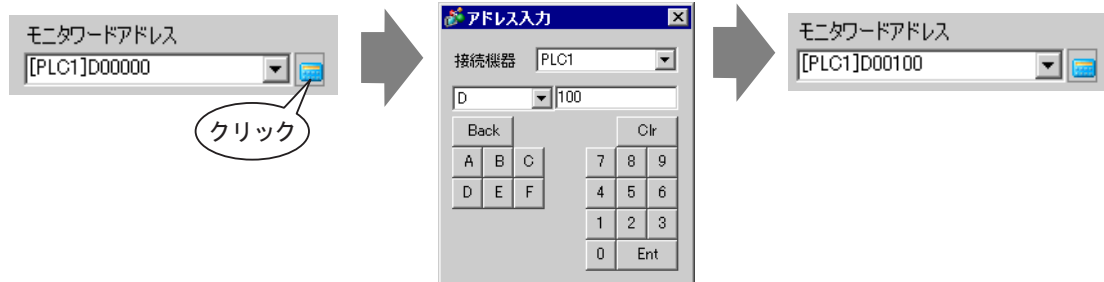 モニタワードアドレス
[PLC1]D00000
クリック
アドレス入力
接続機器 PLC1
D 100
Back Clr
A B C 7 8 9
D E F 4 5 6
1 2 3
0 Ent
モニタワードアドレス
[PLC1]D00100